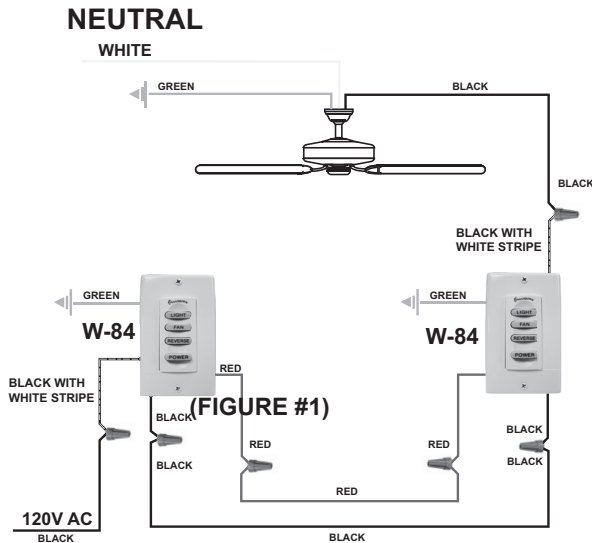 NEUTRAL
WHITE
GREEN
BLACK
BLACK
BLACK WITH
WHITE STRIPE
GREEN
LIGHT
FAN
REVERSE
POWER
W-84
GREEN
LIGHT
FAN
REVERSE
POWER
W-84
RED
BLACK WITH
WHITE STRIPE
(FIGURE #1)
BLACK
BLACK
RED
RED
BLACK
BLACK
RED
120V AC
BLACK
BLACK